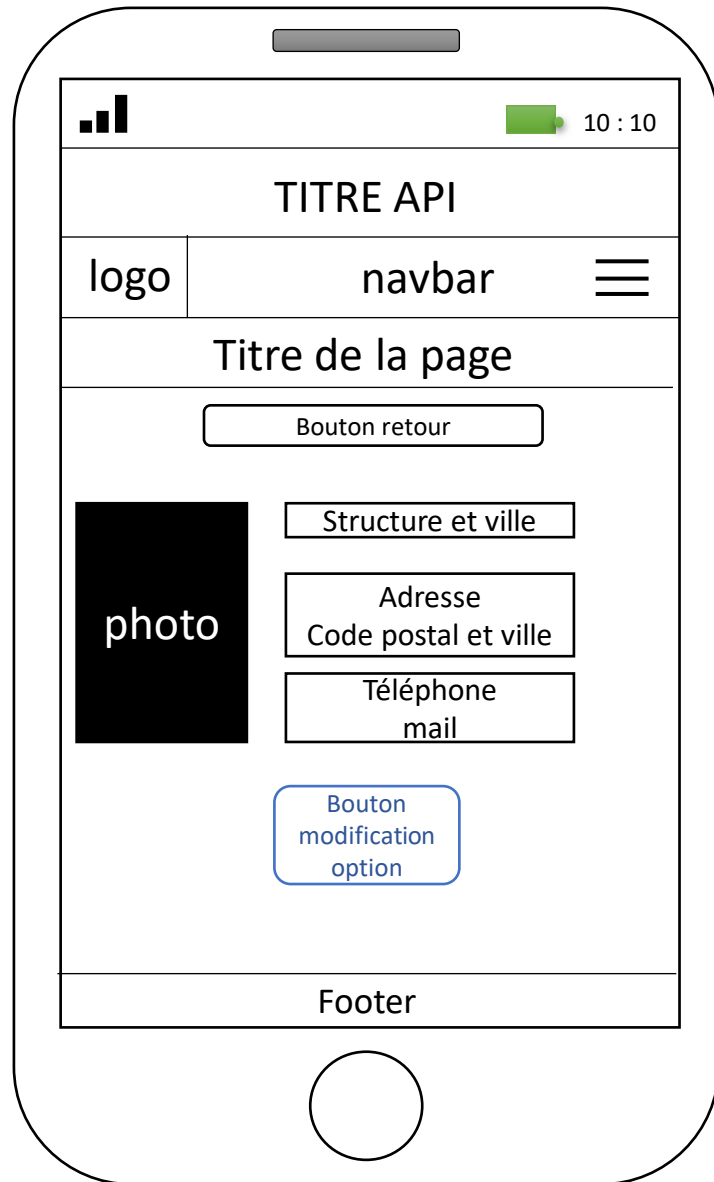 10 : 10
TITRE API
logo
navbar
Titre de la page
Bouton retour
photo
Structure et ville
Adresse
Code postal et ville
Téléphone
mail
Bouton
modification
option
Footer